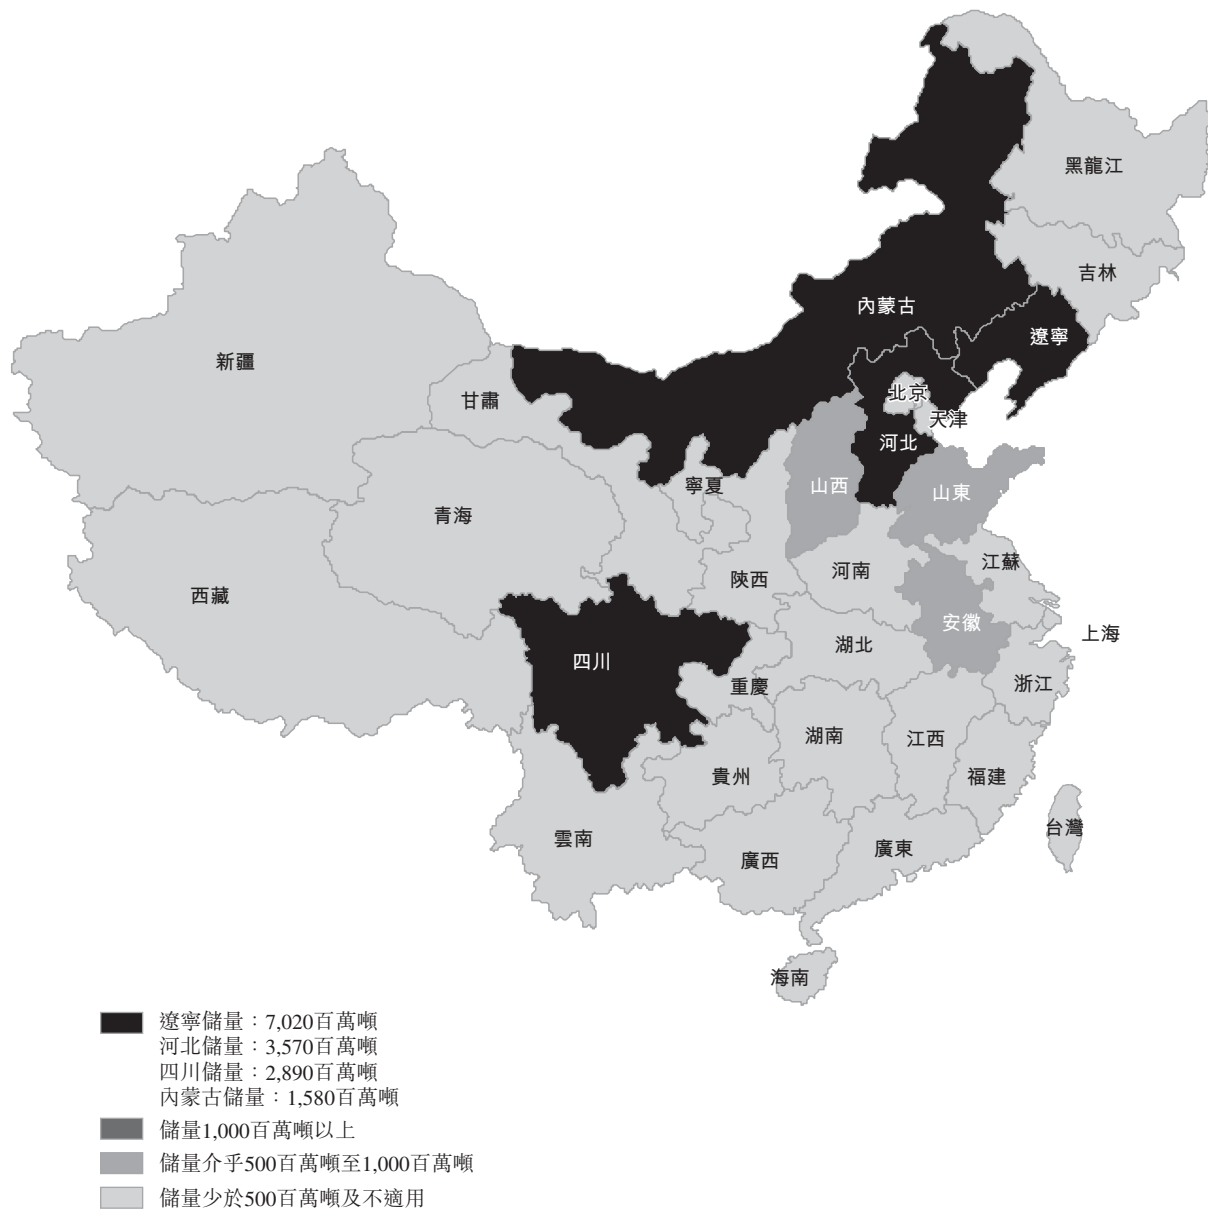 黑龍江
吉林
內蒙古
遼寧
新疆
甘肅
北京
天津
河北
寧夏
山西
山東
青海
陝西
河南
江蘇
西藏
安徽
上海
四川
湖北
重慶
浙江
湖南
江西
貴州
福建
雲南
廣西
廣東
台灣
海南
遼寧儲量：7,020百萬噸
河北儲量：3,570百萬噸
四川儲量：2,890百萬噸
內蒙古儲量：1,580百萬噸
儲量1,000百萬噸以上
儲量介乎500百萬噸至1,000百萬噸
儲量少於500百萬噸及不適用